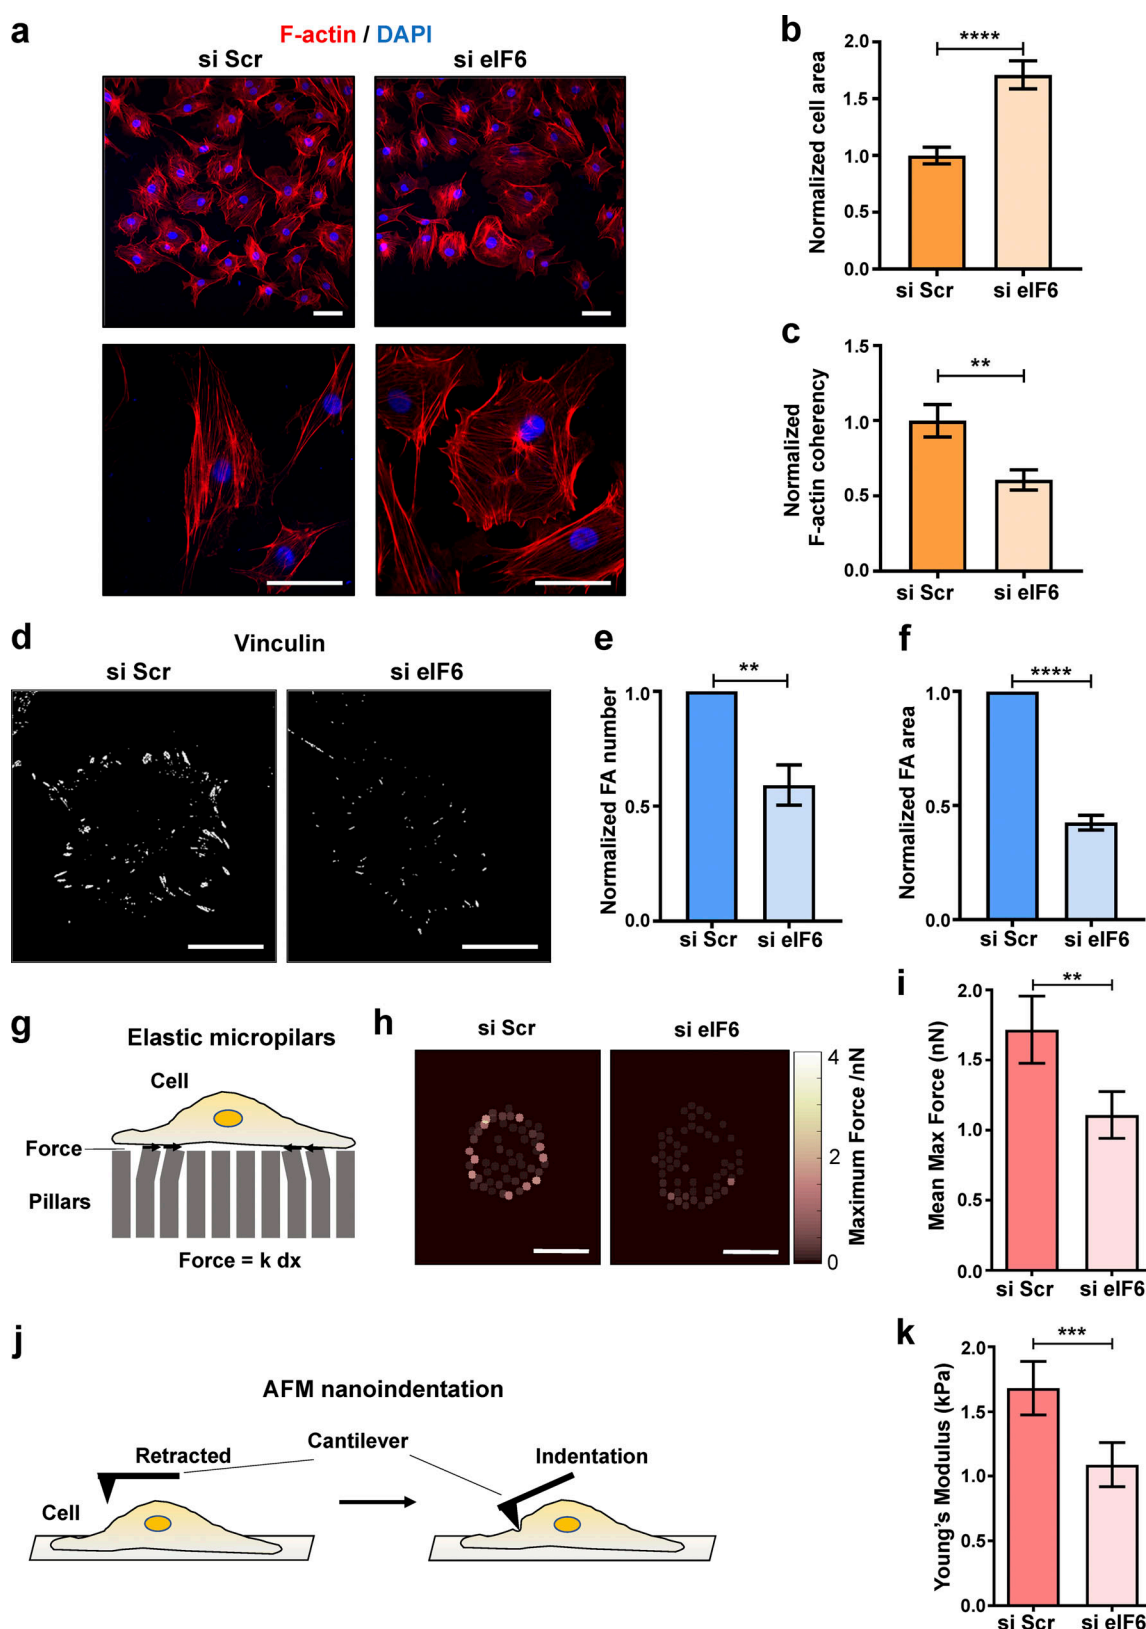 a
F-actin / DAPI
si Scr
si eIF6
b
Normalized cell area
2.0
1.5
1.0
0.5
0.0
****
si Scr
si eIF6
c
Normalized
F-actin coherency
1.5
1.0
0.5
0.0
**
si Scr
si eIF6
d
Vinculin
si Scr
si eIF6
e
Normalized FA number
1.0
0.5
0.0
**
si Scr
si eIF6
f
Normalized FA area
1.0
0.5
0.0
****
si Scr
si eIF6
g
Elastic micropilars
Cell
Force
Pillars
Force = k dx
h
si Scr
si eIF6
4
2
0
Maximum Force /nN
i
Mean Max Force (nN)
2.0
1.5
1.0
0.5
0.0
**
si Scr
si eIF6
j
AFM nanoindentation
Retracted
Cantilever
Indentation
Cell
k
Young's Modulus (kPa)
2.0
1.5
1.0
0.5
0.0
***
si Scr
si eIF6